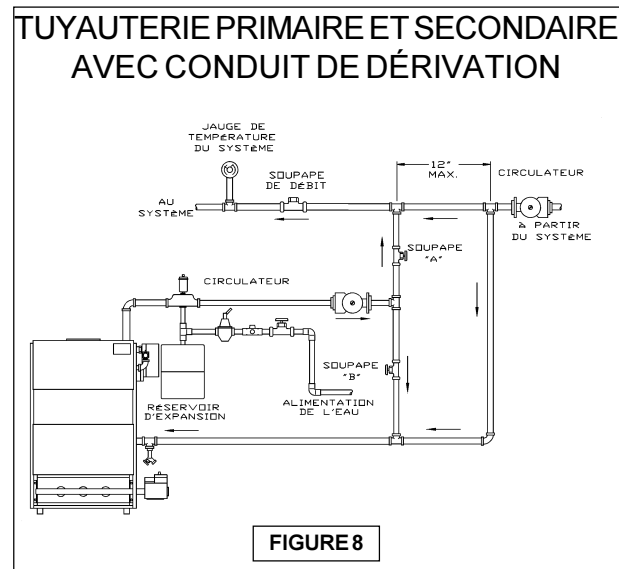 TUYAUTERIE PRIMAIRE ET SECONDAIRE
AVEC CONDUIT DE DÉRIVATION
JAUGE DE
TEMPÉRATURE
DU SYSTÈME
SOUPAPE
DE DÉBIT
12"
MAX.
CIRCULATEUR
AU
SYSTÈME
À PARTIR
DU SYSTÈME
SOUPAPE
"A"
CIRCULATEUR
SOUPAPE
"B"
RÉSERVOIR
D'EXPANSION
ALIMENTATION
DE L'EAU
FIGURE 8